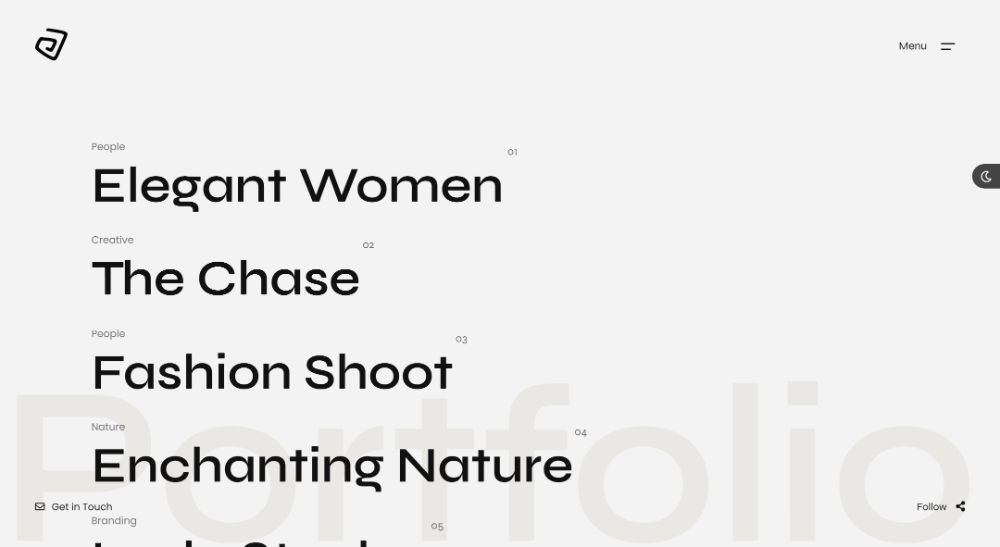 Menu
People
01
Elegant Women
Creative
02
The Chase
People
03
Fashion Shoot
Nature
04
Enchanting Nature
Portfolio
Get in Touch
Follow
Branding
05